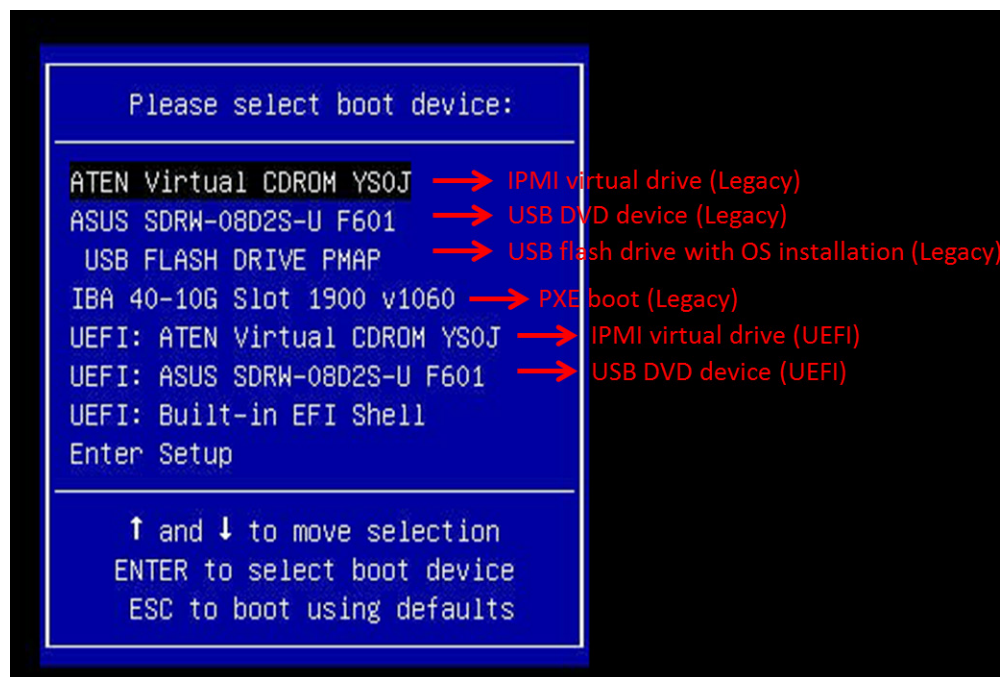 Please select boot device:
ATEN Virtual CDROM YS0J → IPMI virtual drive (Legacy)
ASUS SDRW-08D2S-U F601 → USB DVD device (Legacy)
USB FLASH DRIVE PMAP → USB flash drive with OS installation (Legacy)
IBA 40-10G Slot 1900 v1060 → PXE boot (Legacy)
UEFI: ATEN Virtual CDROM YS0J → IPMI virtual drive (UEFI)
UEFI: ASUS SDRW-08D2S-U F601 → USB DVD device (UEFI)
UEFI: Built-in EFI Shell
Enter Setup
↑ and ↓ to move selection
ENTER to select boot device
ESC to boot using defaults